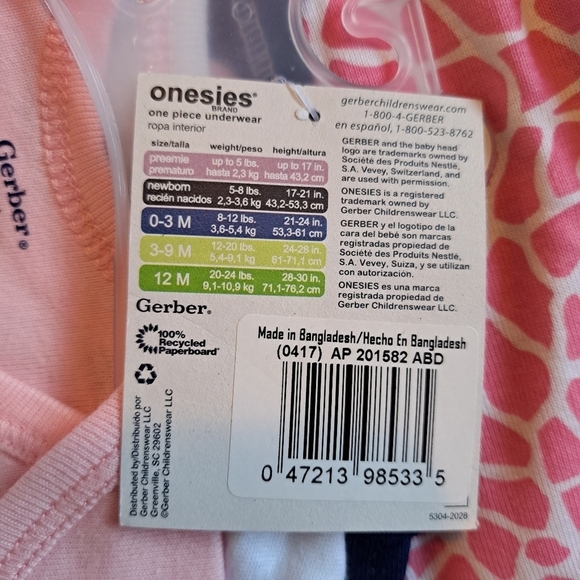 Gerber®
onesies®
BRAND
one piece underwear
ropa interior
size/talla weight/peso height/altura
preemie up to 5 lbs. up to 17 in.
prematuro hasta 2,3 kg hasta 43,2 cm
newborn 5-8 lbs. 17-21 in.
recién nacidos 2,3-3,6 kg 43,2-53,3 cm
0-3 M 8-12 lbs. 21-24 in.
3,6-5,4 kg 53,3-61 cm
3-9 M 12-20 lbs. 24-28 in.
5,4-9,1 kg 61-71,1 cm
12 M 20-24 lbs. 28-30 in.
9,1-10,9 kg 71,1-76,2 cm
Gerber®
100%
Recycled
Paperboard
Distributed by/Distribuido por
Gerber Childrenswear LLC
Greenville, SC 29602
©Gerber Childrenswear LLC
gerberchildrenswear.com
1-800-4-GERBER
en español, 1-800-523-8762
GERBER and the baby head
logo are trademarks owned by
Société des Produits Nestlé,
S.A. Vevey, Switzerland, and
are used with permission.
ONESIES is a registered
trademark owned by
Gerber Childrenswear LLC.
GERBER y el logotipo de la
cara del bebé son marcas
registradas propiedad de
Société des Produits Nestlé,
S.A. Vevey, Suiza, y se utilizan
con autorización.
ONESIES es una marca
registrada propiedad de
Gerber Childrenswear LLC.
Made in Bangladesh/Hecho En Bangladesh
(0417) AP 201582 ABD
0 47213 98533 5
5304-2028